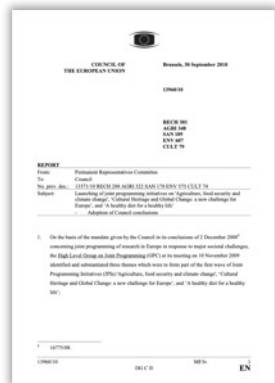 COUNCIL OF
THE EUROPEAN UNION
Brussels, 30 September 2010
13960/10
RECH 301
AGRI 348
SAN 189
ENV 607
CULT 79
REPORT
From: Permanent Representatives Committee
To: Council
No. prev. doc.: 13571/10 RECH 288 AGRI 322 SAN 178 ENV 575 CULT 74
Subject: Launching of joint programming initiatives on 'Agriculture, food security and
climate change', 'Cultural Heritage and Global Change: a new challenge for
Europe', and 'A healthy diet for a healthy life'
- Adoption of Council conclusions
1. On the basis of the mandate given by the Council in its conclusions of 2 December 2008¹
concerning joint programming of research in Europe in response to major societal challenges,
the High Level Group on Joint Programming (GPC) at its meeting on 10 November 2009
identified and substantiated three themes which were to form part of the first wave of Joint
Programming Initiatives (JPIs) 'Agriculture, food security and climate change', 'Cultural
Heritage and Global Change: a new challenge for Europe', and 'A healthy diet for a healthy
life';
¹ 16775/08.
13960/10
DG C II
EN